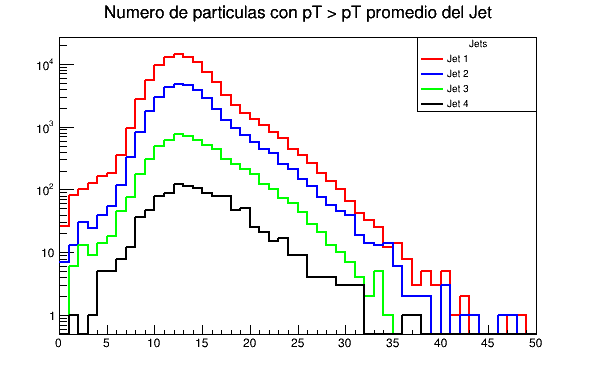 Numero de particulas con pT > pT promedio del Jet
Jets
Jet 1
Jet 2
Jet 3
Jet 4
10⁴
10³
10²
10
1
0 5 10 15 20 25 30 35 40 45 50